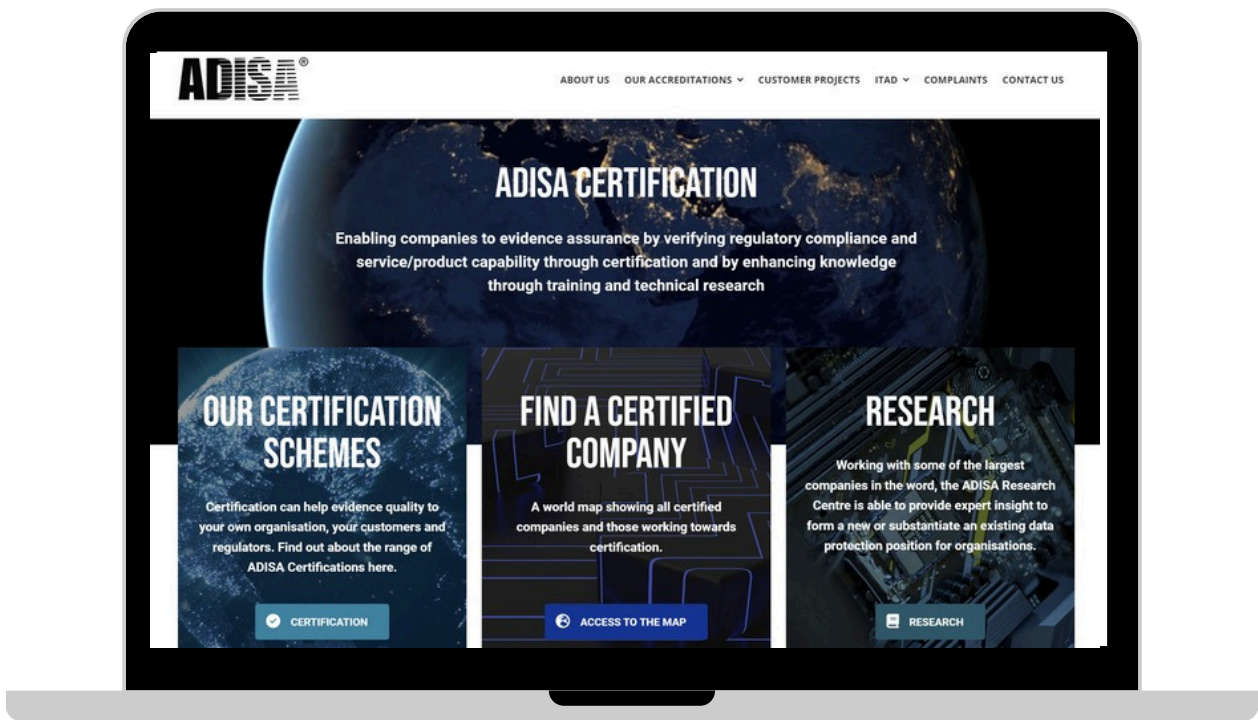 ADISA®
ABOUT US OUR ACCREDITATIONS CUSTOMER PROJECTS ITAD COMPLAINTS CONTACT US
ADISA CERTIFICATION
Enabling companies to evidence assurance by verifying regulatory compliance and
service/product capability through certification and by enhancing knowledge
through training and technical research
OUR CERTIFICATION
SCHEMES
Certification can help evidence quality to
your own organisation, your customers and
regulators. Find out about the range of
ADISA Certifications here.
CERTIFICATION
FIND A CERTIFIED
COMPANY
A world map showing all certified
companies and those working towards
certification.
ACCESS TO THE MAP
RESEARCH
Working with some of the largest
companies in the word, the ADISA Research
Centre is able to provide expert insight to
form a new or substantiate an existing data
protection position for organisations.
RESEARCH